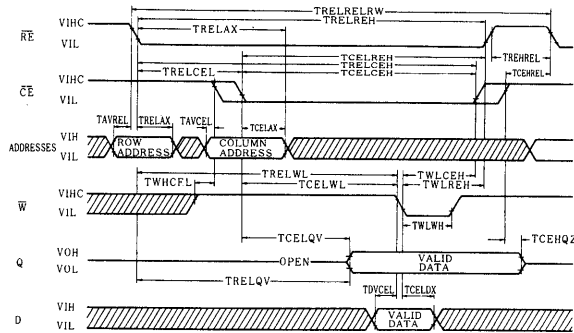 TRELRELRW
TRELREH
VIHC
TRELAX
RE
VIL
TREHREL
TCELREH
TRELCEH
TCEHREL
TRELCEL
TCELCEH
VIHC
CE
VIL
TAVREL
TRELAX
TAVCEL
TCELAX
VIH
ADDRESSES
ROW
ADDRESS
COLUMN
ADDRESS
VIL
TRELWL
TWLCEH
TWHCFL
TCELWL
TWLREH
VIHC
W
VIL
TWLWH
TCELQV
TCEHQZ
VOH
Q
OPEN
VALID
DATA
VOL
TRELQV
TDVCEL
TCELDX
VIH
D
VALID
DATA
VIL